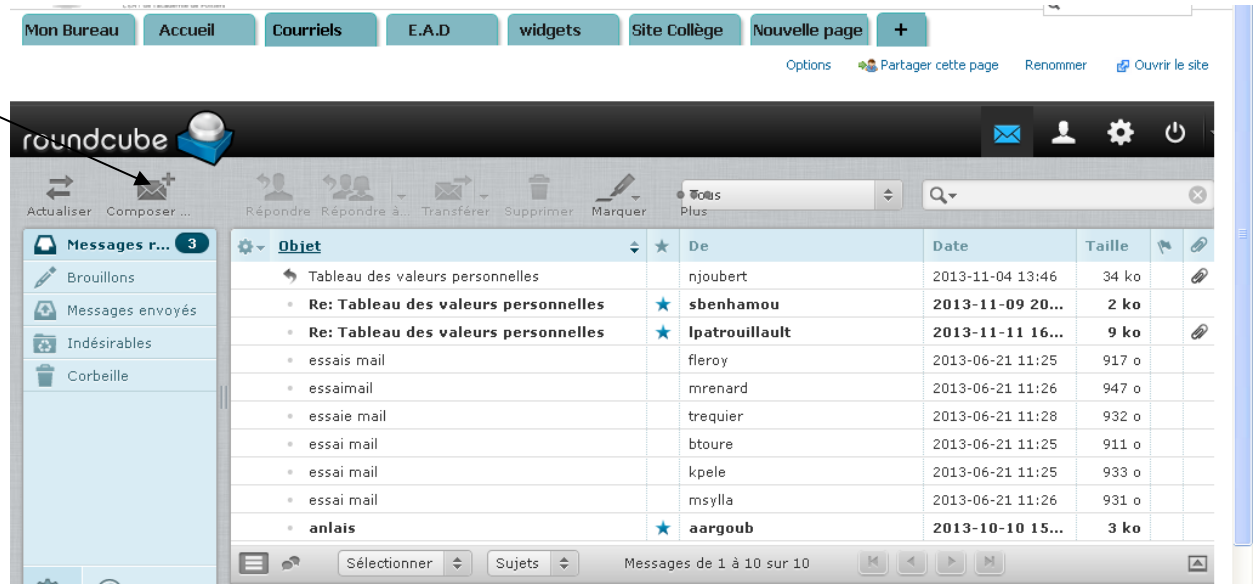 Mon Bureau Accueil Courriels E.A.D widgets Site Collège Nouvelle page +
Options Partager cette page Renommer Ouvrir le site
roundcube
Actualiser Composer ... Répondre Répondre à... Transférer Supprimer Marquer Plus
Messages r... 3 Objet De Date Taille
Brouillons Tableau des valeurs personnelles njoubert 2013-11-04 13:46 34 ko
Messages envoyés Re: Tableau des valeurs personnelles sbenhamou 2013-11-09 20... 2 ko
Indésirables Re: Tableau des valeurs personnelles lpatrouillault 2013-11-11 16... 9 ko
Corbeille essais mail fleroy 2013-06-21 11:25 917 o
essaimail mrenard 2013-06-21 11:26 947 o
essaie mail trequier 2013-06-21 11:28 932 o
essai mail btoure 2013-06-21 11:25 911 o
essai mail kpele 2013-06-21 11:25 933 o
essai mail msylla 2013-06-21 11:26 931 o
anlais aargoub 2013-10-10 15... 3 ko
Sélectionner Sujets Messages de 1 à 10 sur 10